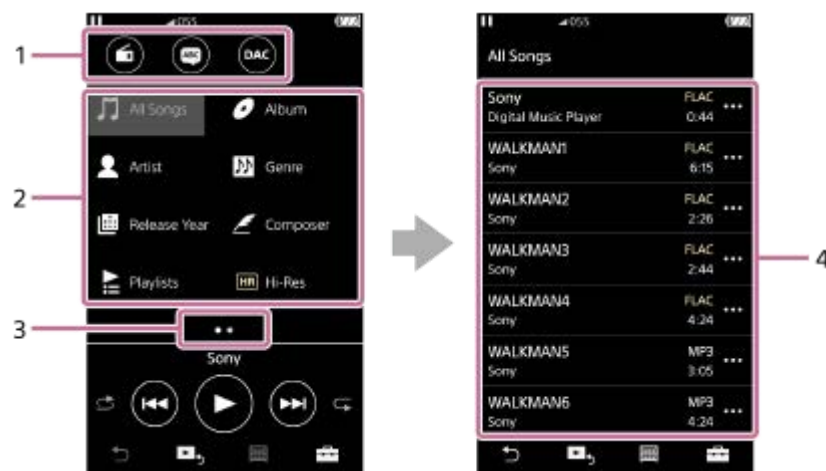 055
1
ABC
DAC
2
All Songs
Album
Artist
Genre
Release Year
Composer
Playlists
HR Hi-Res
3
Sony
055
All Songs
Sony FLAC
Digital Music Player 0:44
WALKMAN1 FLAC
Sony 6:15
WALKMAN2 FLAC
Sony 2:26
WALKMAN3 FLAC
Sony 2:44
WALKMAN4 FLAC
Sony 4:24
WALKMAN5 MP3
Sony 3:05
WALKMAN6 MP3
Sony 4:24
4